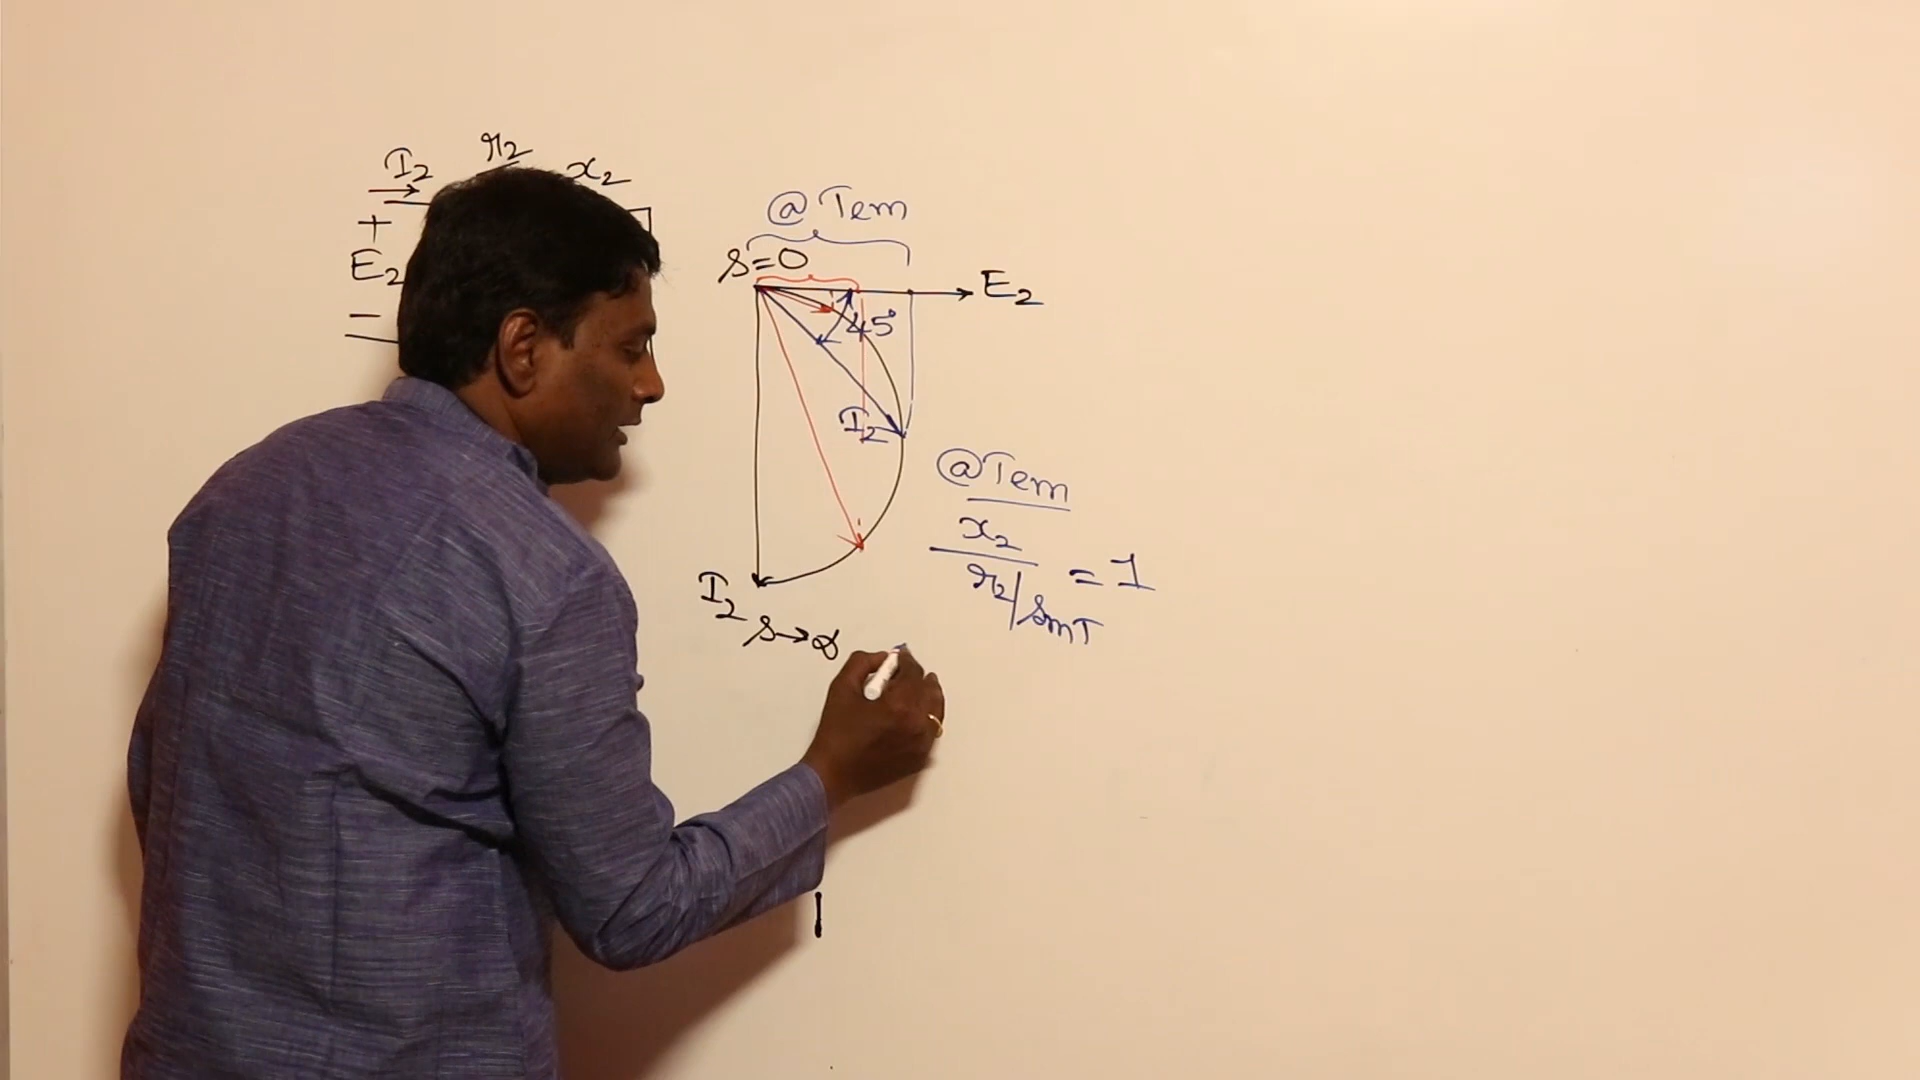 I₂ r₂ x₂
+
E₂
−
@ Tem
s=0
E₂
45°
I₂
@Tem
x₂ / r₂/smT = 1
I₂
s→∞